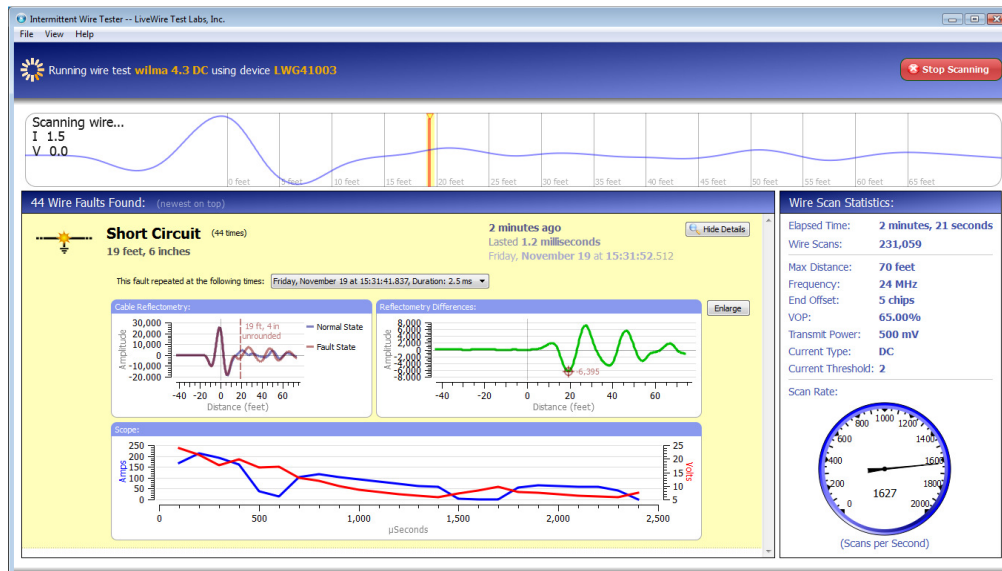 Intermittent Wire Tester -- LiveWire Test Labs, Inc.
File View Help
Running wire test wilma 4.3 DC using device LWG41003
Stop Scanning
Scanning wire...
I 1.5
V 0.0
0 feet 5 feet 10 feet 15 feet 20 feet 25 feet 30 feet 35 feet 40 feet 45 feet 50 feet 55 feet 60 feet 65 feet
44 Wire Faults Found: (newest on top)
Short Circuit (44 times)
19 feet, 6 inches
2 minutes ago
Lasted 1.2 milliseconds
Friday, November 19 at 15:31:52.512
Hide Details
This fault repeated at the following times: Friday, November 19 at 15:31:41.837, Duration: 2.5 ms
Cable Reflectometry:
Amplitude
30,000
20,000
10,000
0
-10,000
-20,000
19 ft, 4 in
unrounded
Normal State
Fault State
-40 -20 0 20 40 60
Distance (feet)
Reflectometry Differences:
Amplitude
8,000
6,000
4,000
2,000
0
-2,000
-4,000
-6,000
-8,000
-6,395
-40 -20 0 20 40 60
Distance (feet)
Enlarge
Scope:
Amps
250
200
150
100
50
0
Volts
25
20
15
10
5
0 500 1,000 1,500 2,000 2,500
µSeconds
Wire Scan Statistics:
Elapsed Time: 2 minutes, 21 seconds
Wire Scans: 231,059
Max Distance: 70 feet
Frequency: 24 MHz
End Offset: 5 chips
VOP: 65.00%
Transmit Power: 500 mV
Current Type: DC
Current Threshold: 2
Scan Rate:
0 200 400 600 800 1000 1200 1400 1600 1800 2000
1627
(Scans per Second)